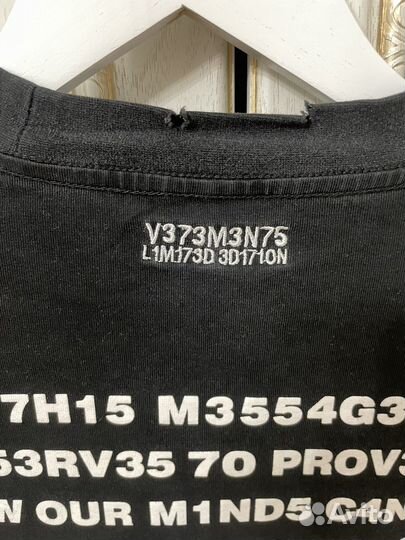 V373M3N75
L1M173D 3D1710N
7H15 M3554G3
53RV35 70 PROV3
N OUR M1ND5 C4N
Avito